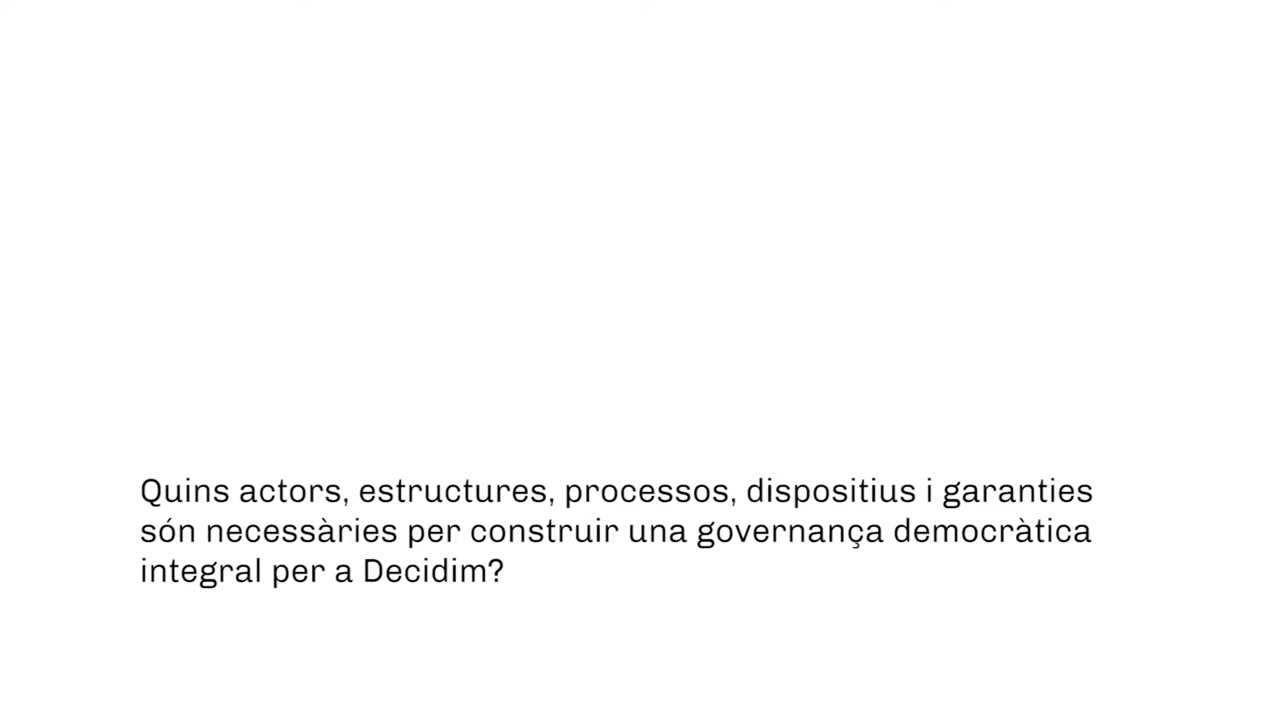 Quins actors, estructures, processos, dispositius i garanties
són necessàries per construir una governança democràtica
integral per a Decidim?